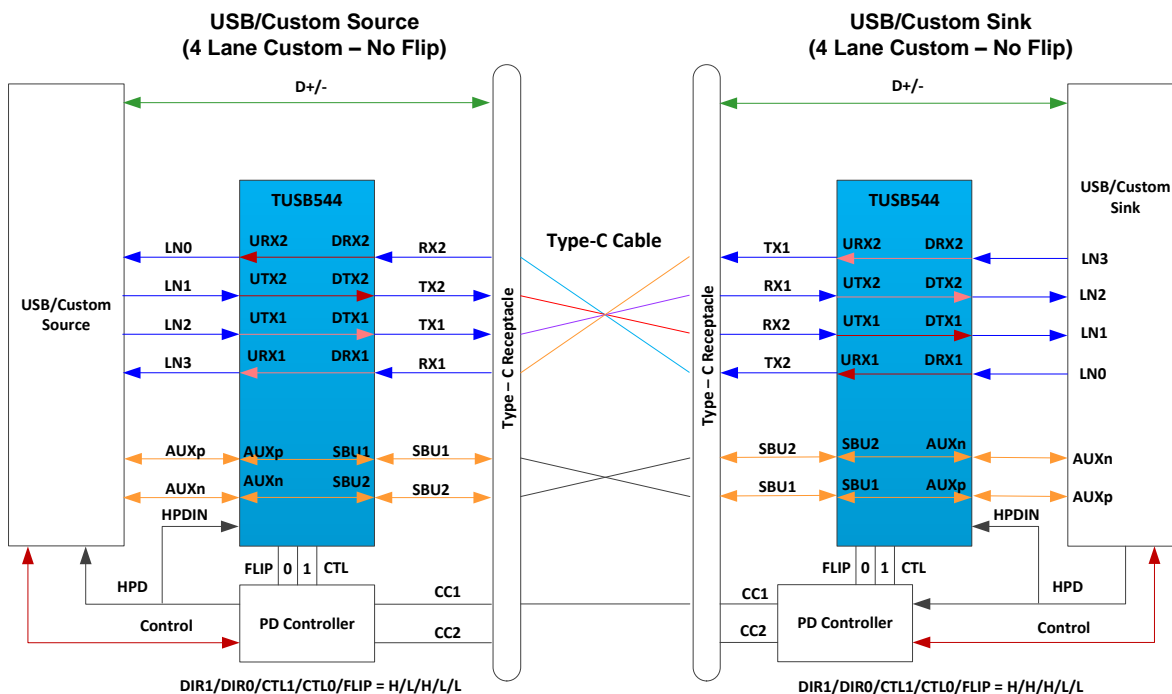 USB/Custom Source
(4 Lane Custom – No Flip)
USB/Custom Sink
(4 Lane Custom – No Flip)
D+/-
D+/-
TUSB544
TUSB544
USB/Custom
Source
USB/Custom
Sink
Type-C Cable
Type – C Receptacle
Type – C Receptacle
LN0
URX2
DRX2
RX2
TX1
URX2
DRX2
LN3
LN1
UTX2
DTX2
TX2
RX1
UTX2
DTX2
LN2
LN2
UTX1
DTX1
TX1
RX2
UTX1
DTX1
LN1
LN3
URX1
DRX1
RX1
TX2
URX1
DRX1
LN0
AUXp
AUXp
SBU1
SBU1
SBU2
SBU2
AUXn
AUXn
AUXn
AUXn
SBU2
SBU2
SBU1
SBU1
AUXp
AUXp
HPDIN
HPDIN
FLIP
0
1
CTL
FLIP
0
1
CTL
HPD
HPD
CC1
CC1
Control
PD Controller
PD Controller
Control
CC2
CC2
DIR1/DIR0/CTL1/CTL0/FLIP = H/L/H/L/L
DIR1/DIR0/CTL1/CTL0/FLIP = H/H/H/L/L